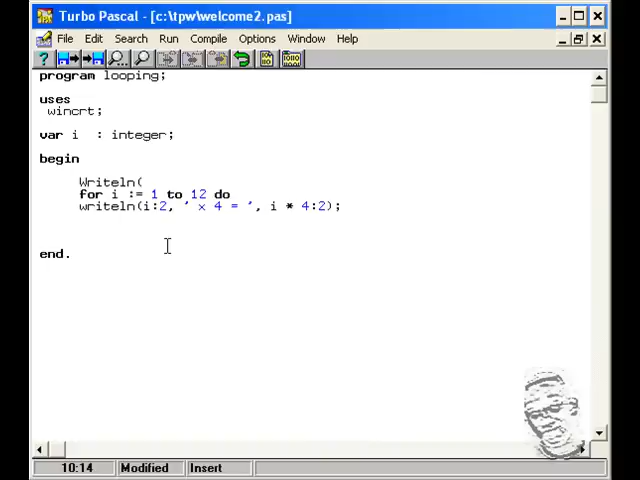 Turbo Pascal - [c:\tpw\welcome2.pas]
File Edit Search Run Compile Options Window Help
program looping;
uses
wincrt;
var i : integer;
begin
Writeln(
for i := 1 to 12 do
writeln(i:2, ' x 4 = ', i * 4:2);
end.
10:14 Modified Insert